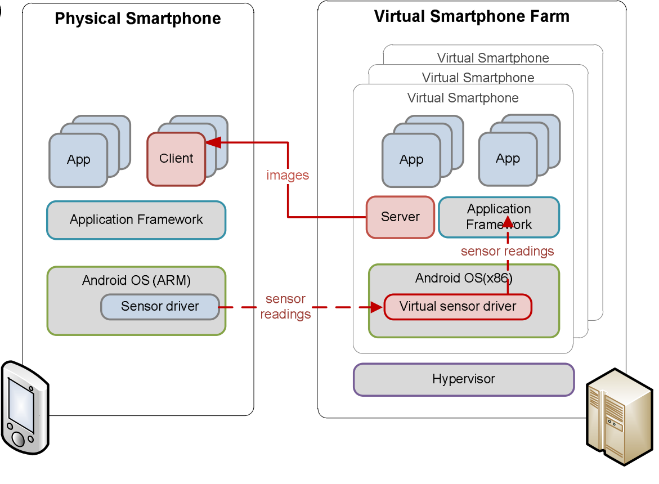 )
Physical Smartphone
Virtual Smartphone Farm
Virtual Smartphone
Virtual Smartphone
Virtual Smartphone
App
Client
App
App
images
Application Framework
Server
Application
Framework
sensor readings
Android OS (ARM)
Sensor driver
sensor
readings
Android OS(x86)
Virtual sensor driver
Hypervisor